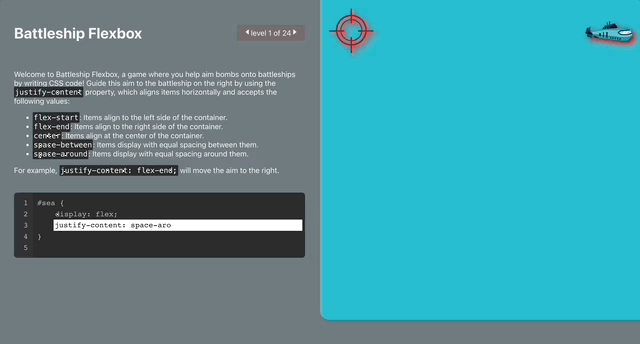 Battleship Flexbox
level 1 of 24
Welcome to Battleship Flexbox, a game where you help aim bombs onto battleships
by writing CSS code! Guide this aim to the battleship on the right by using the
justify-content property, which aligns items horizontally and accepts the
following values:
flex-start: Items align to the left side of the container.
flex-end: Items align to the right side of the container.
center: Items align at the center of the container.
space-between: Items display with equal spacing between them.
space-around: Items display with equal spacing around them.
For example, justify-content: flex-end; will move the aim to the right.
1 #sea {
2 display: flex;
3 justify-content: space-aro
4 }
5